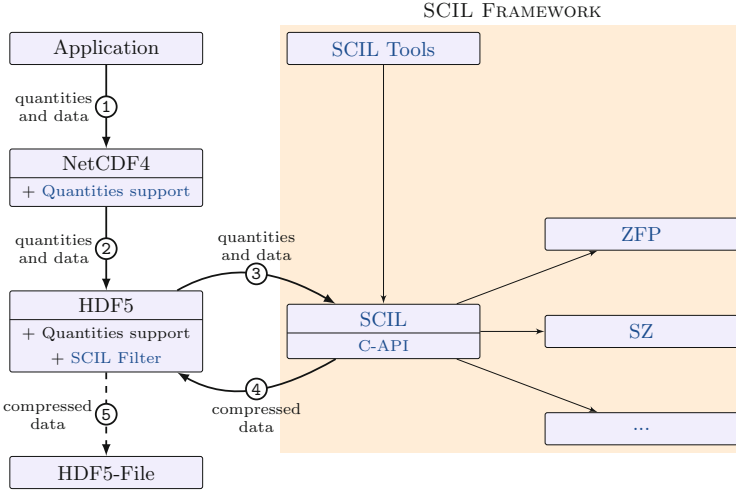 SCIL FRAMEWORK
Application
SCIL Tools
quantities
and data
1
NetCDF4
+ Quantities support
quantities
and data
2
quantities
and data
3
ZFP
HDF5
+ Quantities support
+ SCIL Filter
SCIL
C-API
SZ
4
compressed
data
compressed
data
5
...
HDF5-File